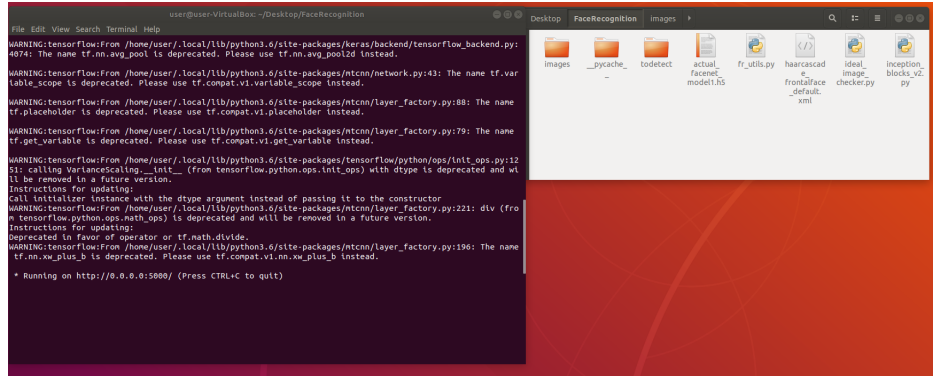 user@user-VirtualBox: ~/Desktop/FaceRecognition
File Edit View Search Terminal Help
WARNING:tensorflow:From /home/user/.local/lib/python3.6/site-packages/keras/backend/tensorflow_backend.py:
4074: The name tf.nn.avg_pool is deprecated. Please use tf.nn.avg_pool2d instead.
WARNING:tensorflow:From /home/user/.local/lib/python3.6/site-packages/mtcnn/network.py:43: The name tf.var
iable_scope is deprecated. Please use tf.compat.v1.variable_scope instead.
WARNING:tensorflow:From /home/user/.local/lib/python3.6/site-packages/mtcnn/layer_factory.py:88: The name
tf.placeholder is deprecated. Please use tf.compat.v1.placeholder instead.
WARNING:tensorflow:From /home/user/.local/lib/python3.6/site-packages/mtcnn/layer_factory.py:79: The name
tf.get_variable is deprecated. Please use tf.compat.v1.get_variable instead.
WARNING:tensorflow:From /home/user/.local/lib/python3.6/site-packages/tensorflow/python/ops/init_ops.py:12
51: calling VarianceScaling.__init__ (from tensorflow.python.ops.init_ops) with dtype is deprecated and wi
ll be removed in a future version.
Instructions for updating:
Call initializer instance with the dtype argument instead of passing it to the constructor
WARNING:tensorflow:From /home/user/.local/lib/python3.6/site-packages/mtcnn/layer_factory.py:221: div (fro
m tensorflow.python.ops.math_ops) is deprecated and will be removed in a future version.
Instructions for updating:
Deprecated in favor of operator or tf.math.divide.
WARNING:tensorflow:From /home/user/.local/lib/python3.6/site-packages/mtcnn/layer_factory.py:196: The name
tf.nn.xw_plus_b is deprecated. Please use tf.compat.v1.nn.xw_plus_b instead.
* Running on http://0.0.0.0:5000/ (Press CTRL+C to quit)
Desktop FaceRecognition images
images
__pycache_
_
todetect
actual_
facenet_
model1.h5
fr_utils.py
haarcascad
e_
frontalface
_default.
xml
ideal_
image_
checker.py
inception_
blocks_v2.
py